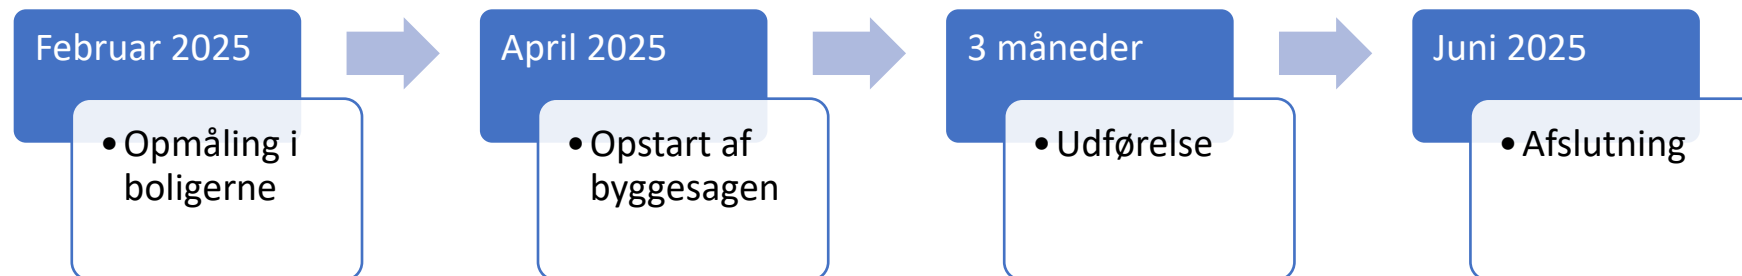 Februar 2025
• Opmåling i
boligerne
April 2025
• Opstart af
byggesagen
3 måneder
• Udførelse
Juni 2025
• Afslutning